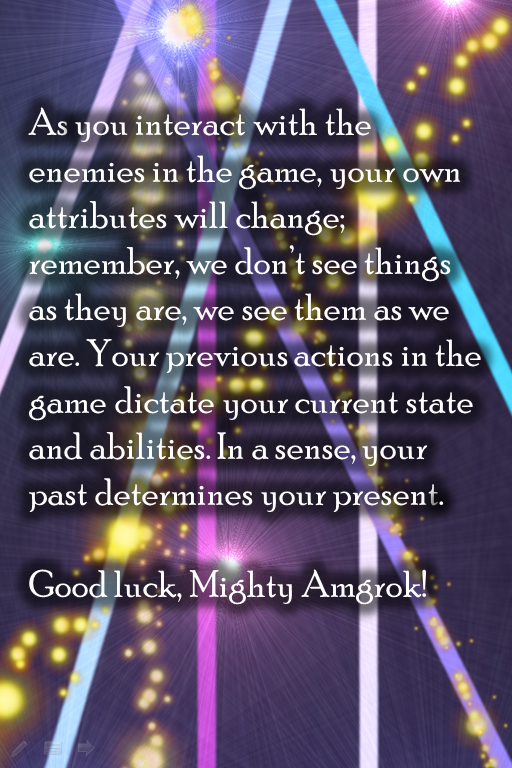 As you interact with the
enemies in the game, your own
attributes will change;
remember, we don't see things
as they are, we see them as we
are. Your previous actions in the
game dictate your current state
and abilities. In a sense, your
past determines your present.
Good luck, Mighty Amgrok!